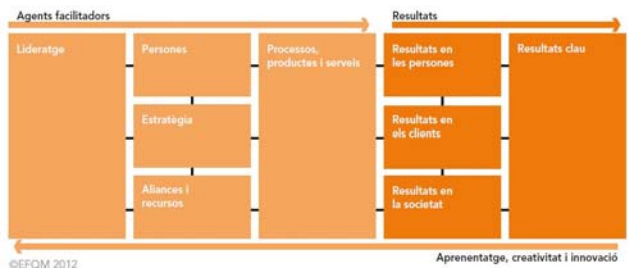 Agents facilitadors
Resultats
Lideratge
Persones
Processos,
productes i serveis
Resultats en
les persones
Resultats clau
Estratègia
Resultats en
els clients
Aliances i
recursos
Resultats en
la societat
Aprenentatge, creativitat i innovació
©EFQM 2012